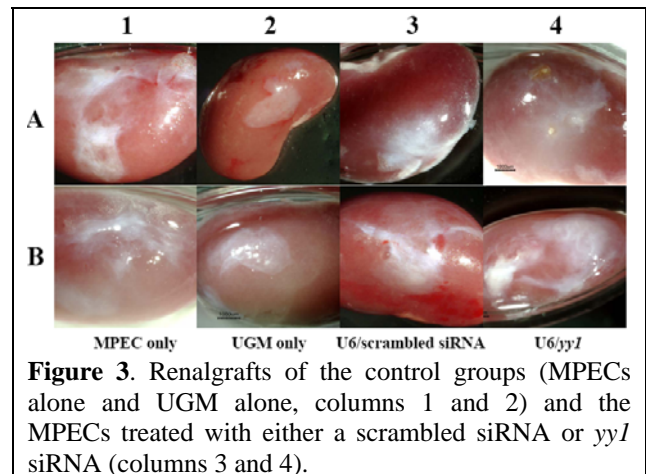 1 2 3 4
A
B
MPEC only UGM only U6/scrambled siRNA U6/yy1
Figure 3. Renalgrafts of the control groups (MPECs
alone and UGM alone, columns 1 and 2) and the
MPECs treated with either a scrambled siRNA or yy1
siRNA (columns 3 and 4).